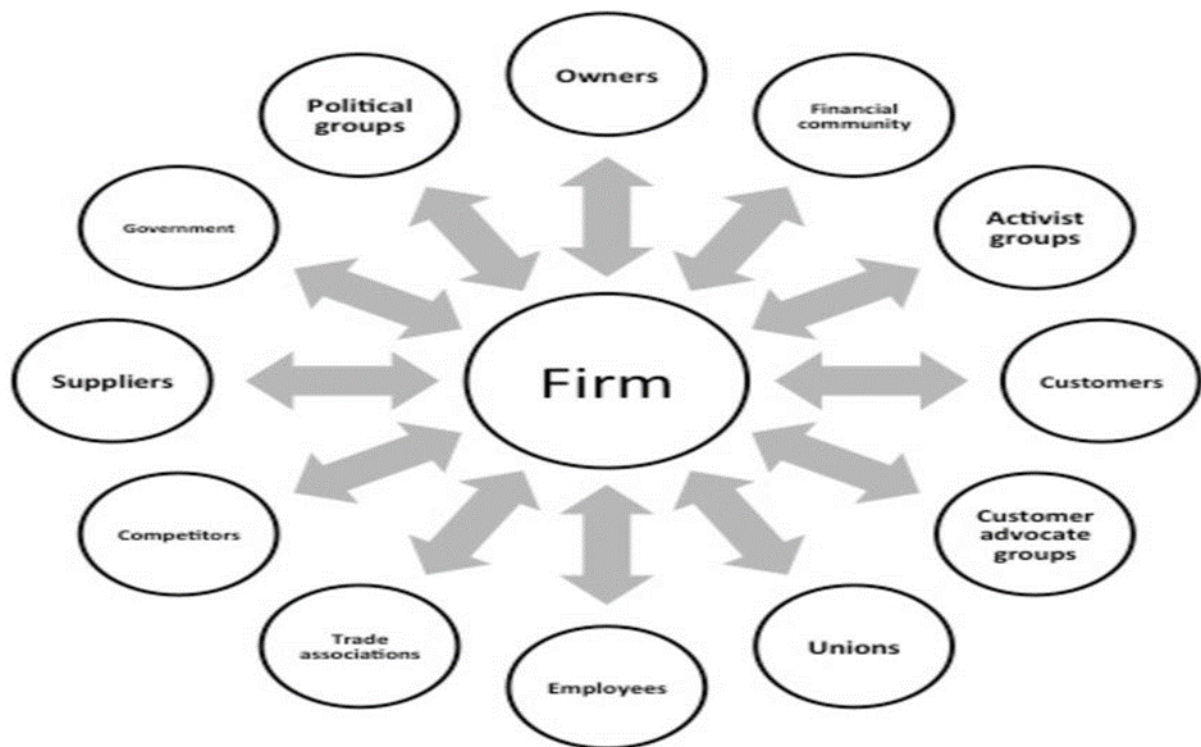 Owners
Political
groups
Financial
community
Government
Activist
groups
Firm
Suppliers
Customers
Competitors
Customer
advocate
groups
Trade
associations
Unions
Employees